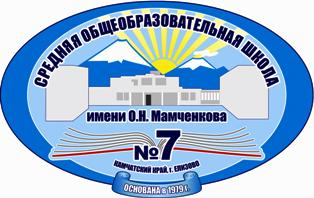 СРЕДНЯЯ ОБЩЕОБРАЗОВАТЕЛЬНАЯ ШКОЛА
имени О.Н. Мамченкова
№7
КАМЧАТСКИЙ КРАЙ, г. ЕЛИЗОВО
ОСНОВАНА в 1979 г.